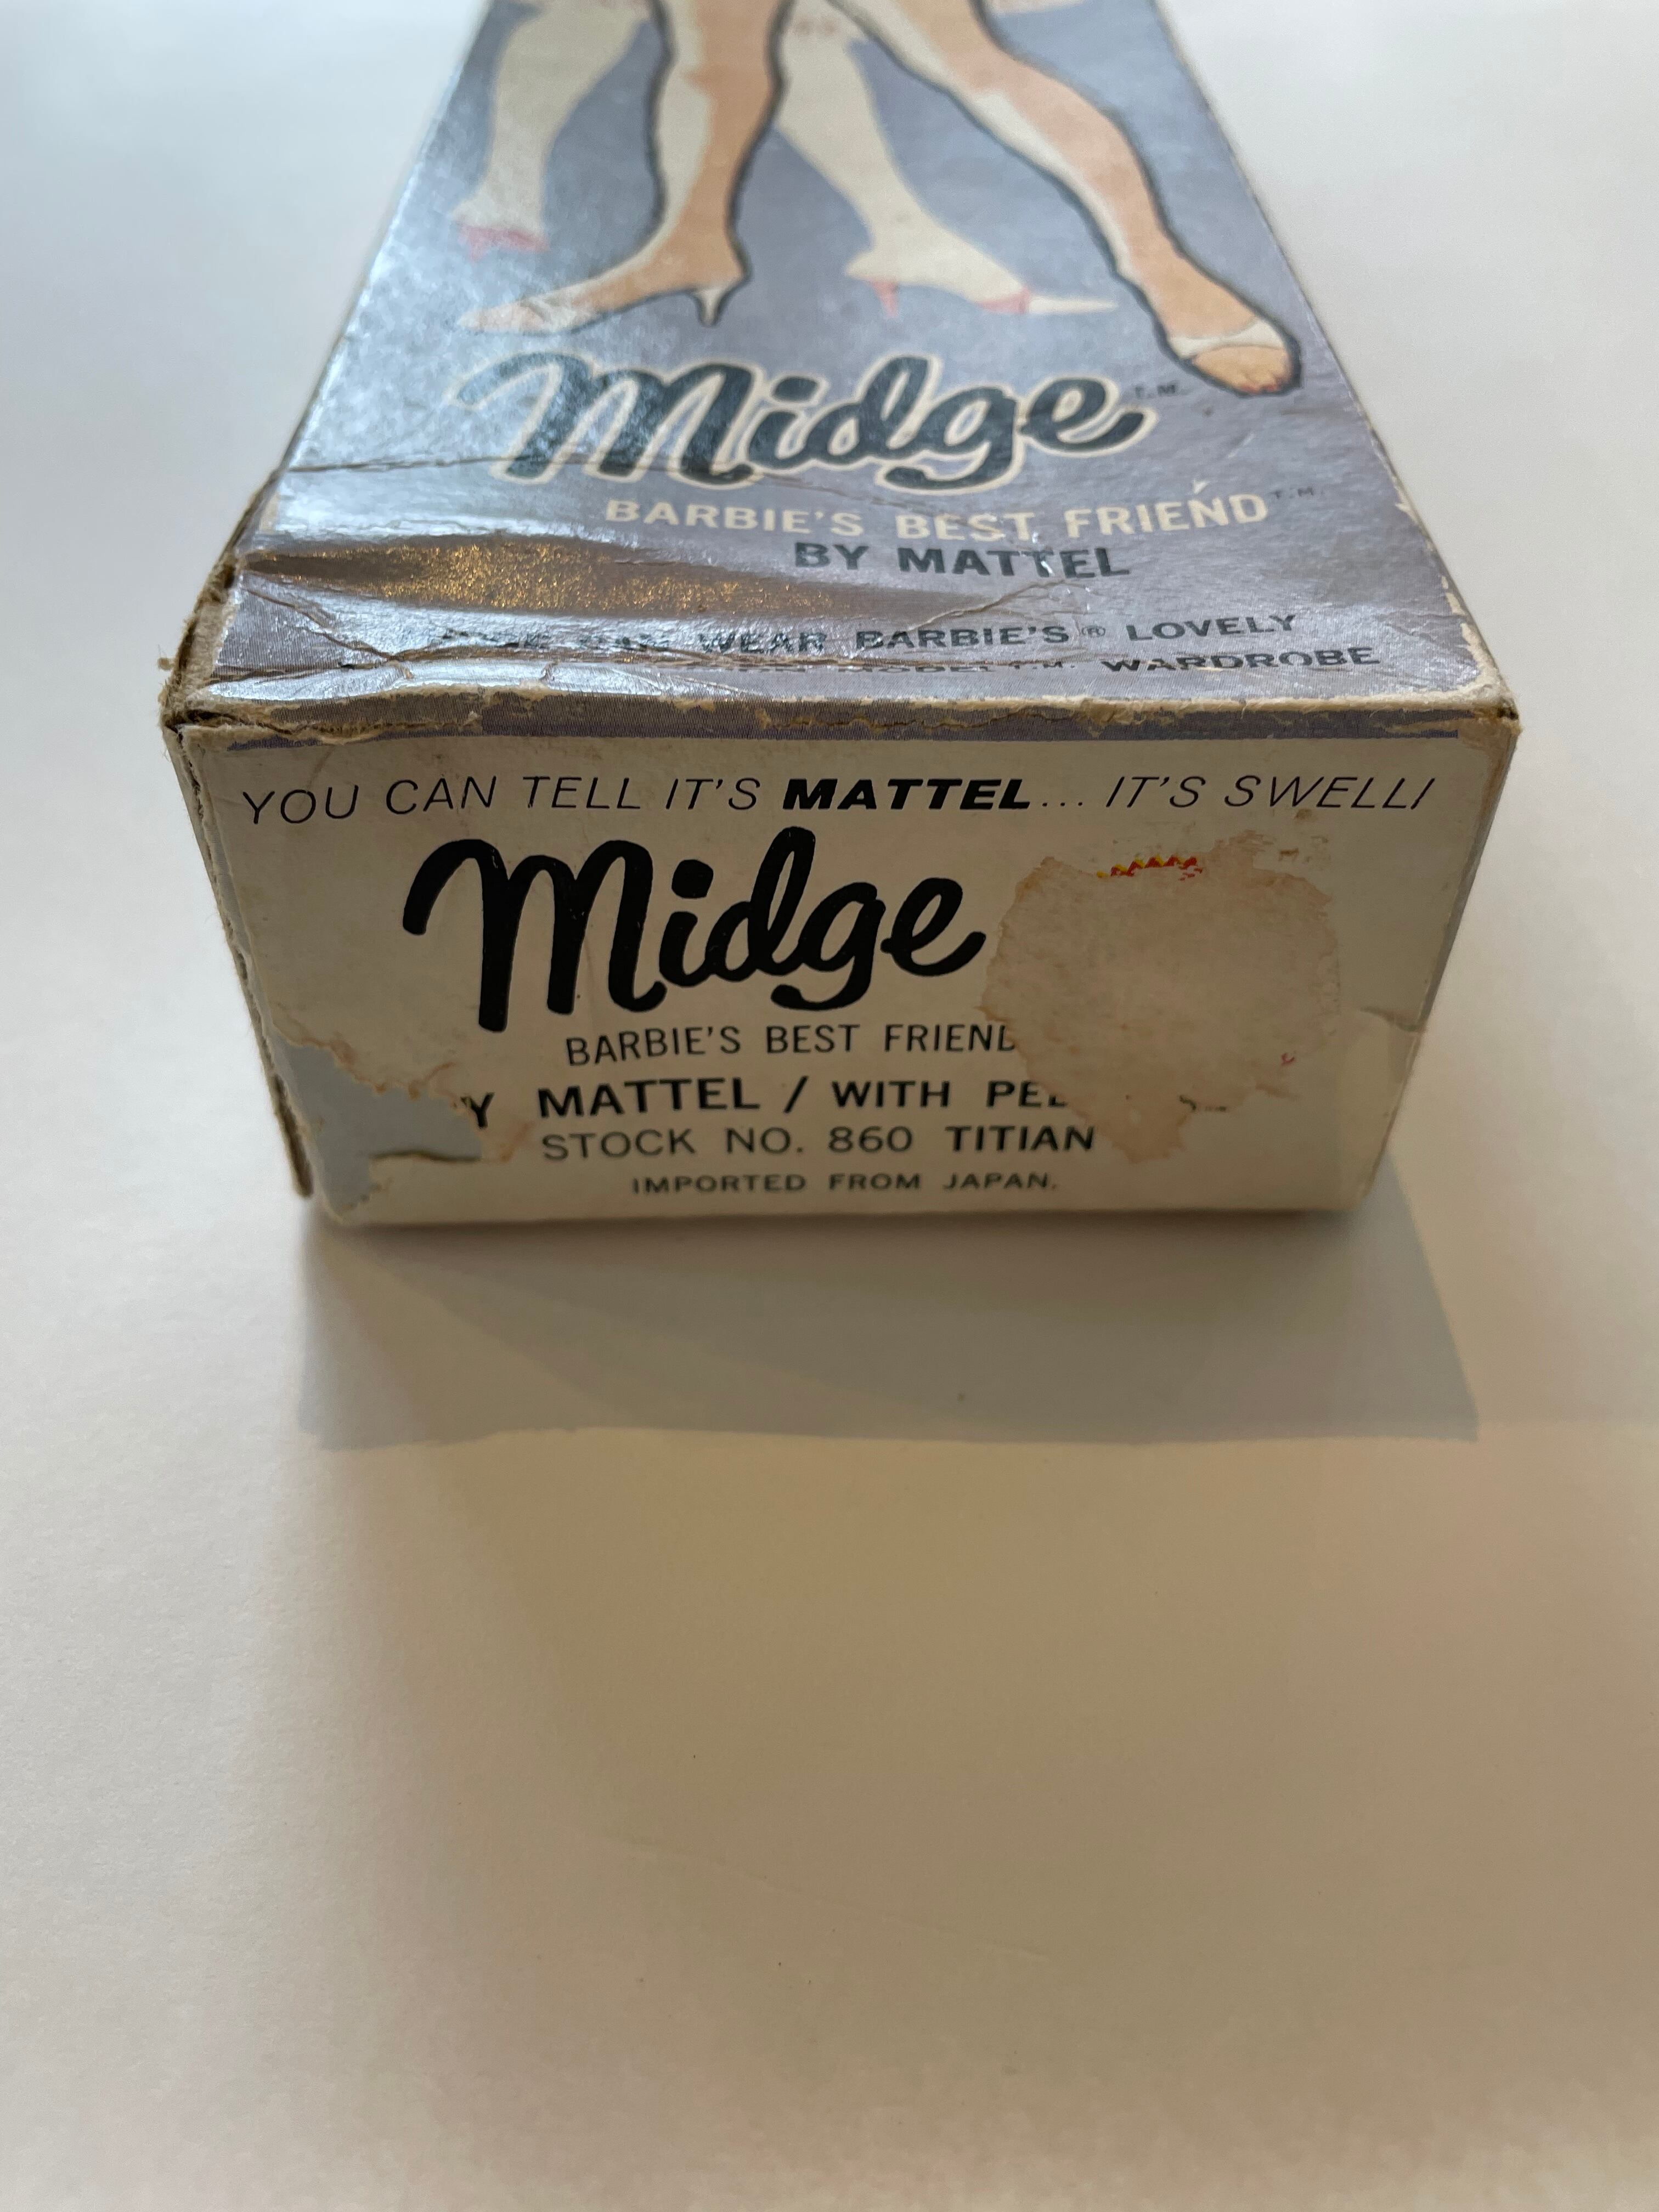 Midge T.M.
BARBIE'S BEST FRIEND T.M.
BY MATTEL
WEAR BARBIE'S® LOVELY
T.M. WARDROBE
YOU CAN TELL IT'S MATTEL... IT'S SWELL!
Midge
BARBIE'S BEST FRIEND
MATTEL / WITH
STOCK NO. 860 TITIAN
IMPORTED FROM JAPAN.